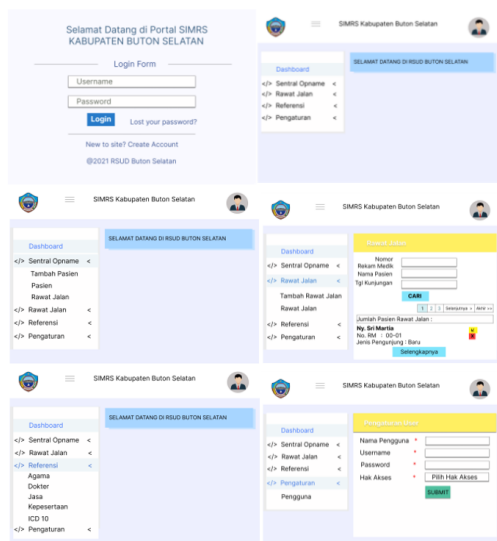 Selamat Datang di Portal SIMRS
KABUPATEN BUTON SELATAN
Login Form
Username
Password
Login
Lost your password?
New to site? Create Account
@2021 RSUD Buton Selatan
SIMRS Kabupaten Buton Selatan
Dashboard
</> Sentral Opname <
</> Rawat Jalan <
</> Referensi <
</> Pengaturan <
SELAMAT DATANG DI RSUD BUTON SELATAN
SIMRS Kabupaten Buton Selatan
Dashboard
</> Sentral Opname <
Tambah Pasien
Pasien
Rawat Jalan
</> Rawat Jalan <
</> Referensi <
</> Pengaturan <
SELAMAT DATANG DI RSUD BUTON SELATAN
SIMRS Kabupaten Buton Selatan
Dashboard
</> Sentral Opname <
</> Rawat Jalan <
Tambah Rawat Jalan
Rawat Jalan
</> Referensi <
</> Pengaturan <
Rawat Jalan
Nomor
Rekam Medik
Nama Pasien
Tgl Kunjungan
CARI
1 2 3 Selanjutnya > Akhir >>
Jumlah Pasien Rawat Jalan :
Ny. Sri Martia
No. RM : 00-01
Jenis Pengunjung : Baru
Selengkapnya
SIMRS Kabupaten Buton Selatan
Dashboard
</> Sentral Opname <
</> Rawat Jalan <
</> Referensi <
Agama
Dokter
Jasa
Kepesertaan
ICD 10
</> Pengaturan <
SELAMAT DATANG DI RSUD BUTON SELATAN
SIMRS Kabupaten Buton Selatan
Dashboard
</> Sentral Opname <
</> Rawat Jalan <
</> Referensi <
</> Pengaturan <
Pengguna
Pengaturan user
Nama Pengguna *
Username *
Password *
Hak Akses * Pilih Hak Akses
SUBMIT